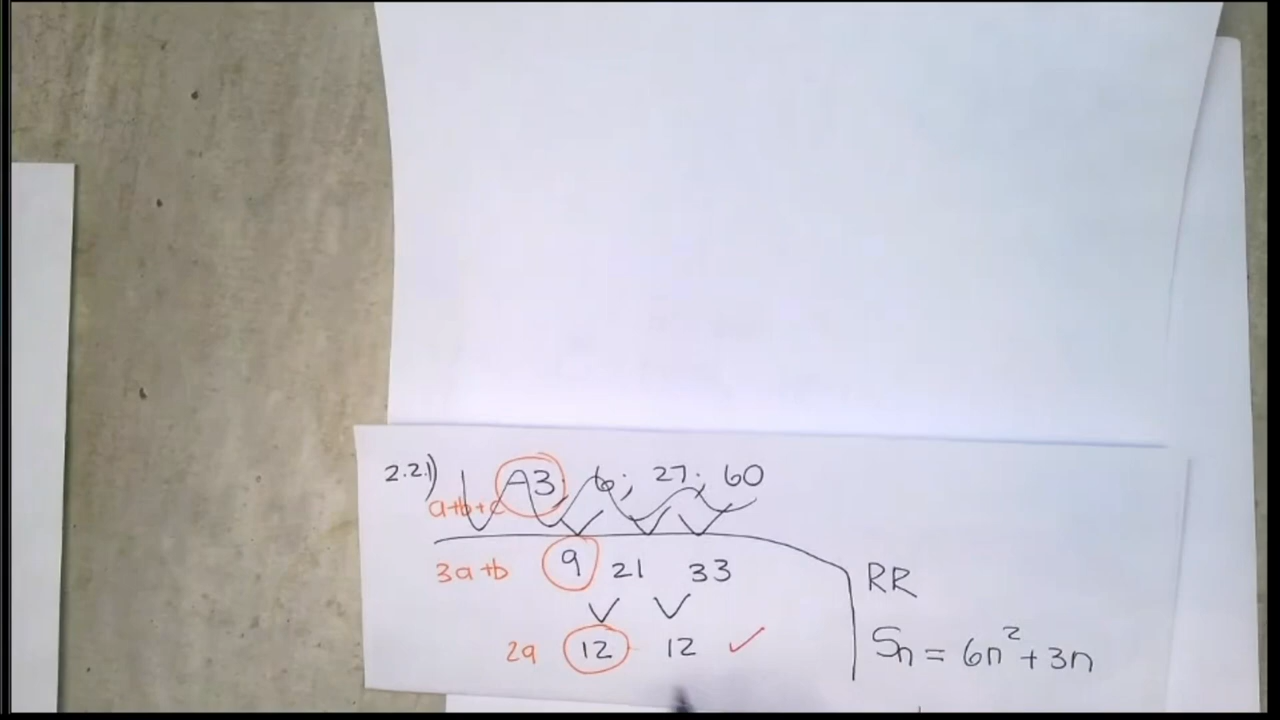 2.2.1) -3 6; 27; 60
a+b+c
3a+b 9 21 33
2a 12 12 ✓
RR
Sn = 6n² + 3n